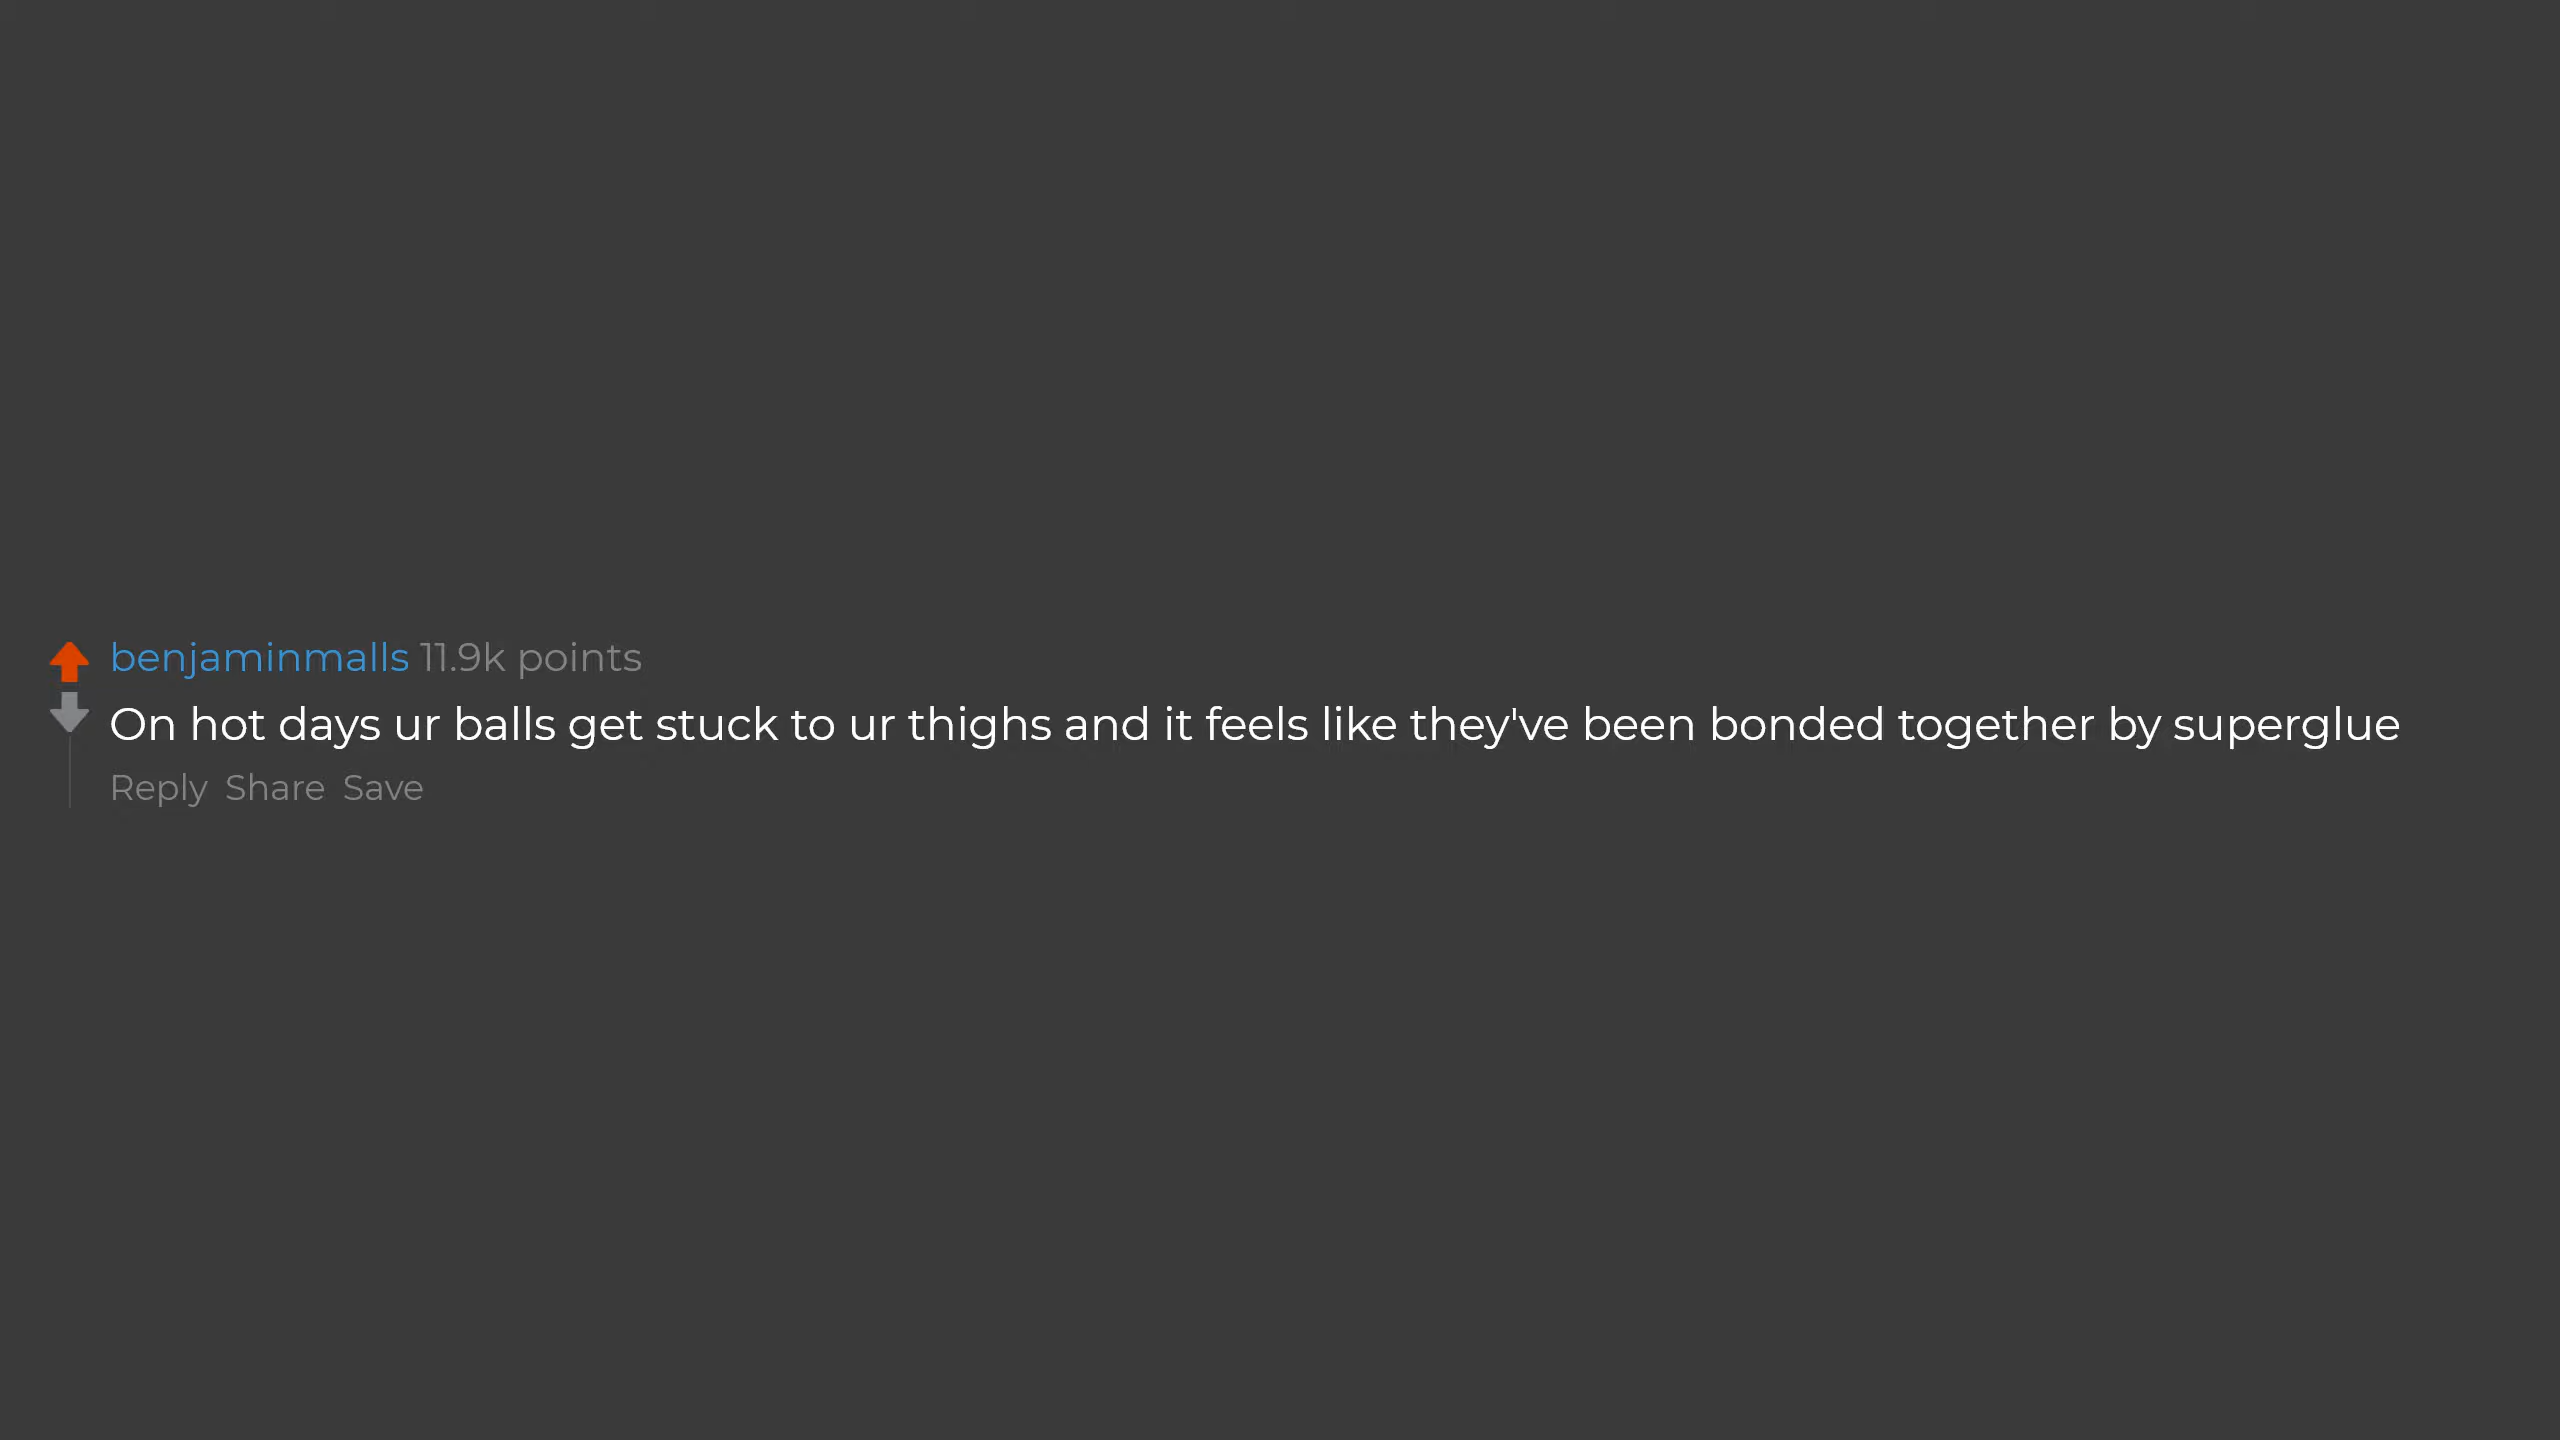 benjaminmalls 11.9k points
On hot days ur balls get stuck to ur thighs and it feels like they've been bonded together by superglue
Reply Share Save